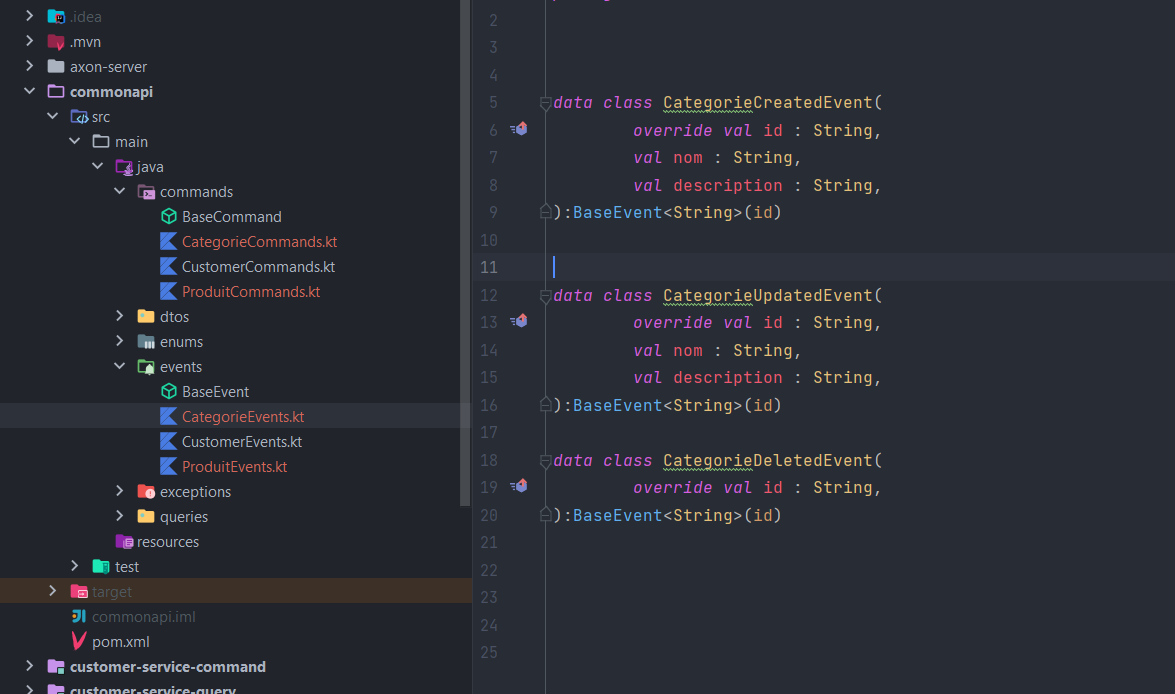 .idea
.mvn
axon-server
commonapi
src
main
java
commands
BaseCommand
CategorieCommands.kt
CustomerCommands.kt
ProduitCommands.kt
dtos
enums
events
BaseEvent
CategorieEvents.kt
CustomerEvents.kt
ProduitEvents.kt
exceptions
queries
resources
test
target
commonapi.iml
pom.xml
customer-service-command
customer-service-query
2
3
4
5 data class CategorieCreatedEvent(
6 override val id : String,
7 val nom : String,
8 val description : String,
9 ):BaseEvent<String>(id)
10
11
12 data class CategorieUpdatedEvent(
13 override val id : String,
14 val nom : String,
15 val description : String,
16 ):BaseEvent<String>(id)
17
18 data class CategorieDeletedEvent(
19 override val id : String,
20 ):BaseEvent<String>(id)
21
22
23
24
25